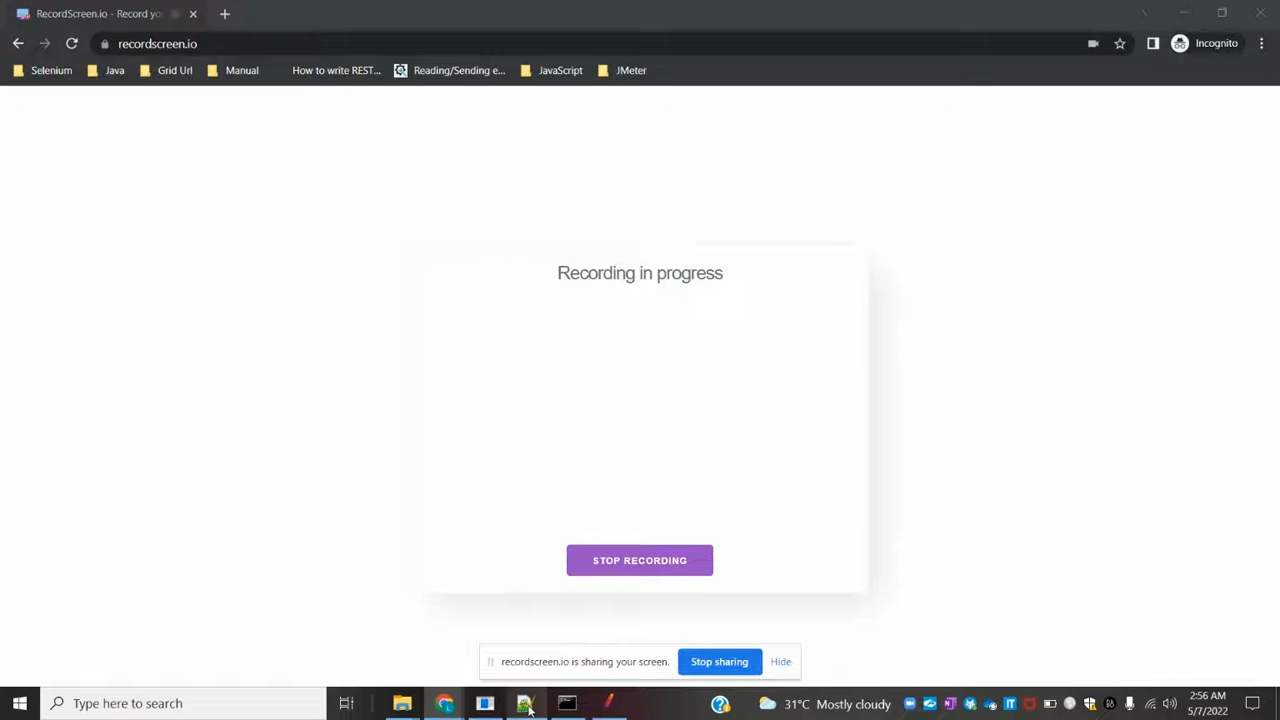 RecordScreen.io - Record yo
recordscreen.io
Incognito
Selenium
Java
Grid Url
Manual
How to write REST...
Reading/Sending e...
JavaScript
JMeter
Recording in progress
STOP RECORDING
recordscreen.io is sharing your screen.
Stop sharing
Hide
Type here to search
31°C Mostly cloudy
2:56 AM
5/7/2022